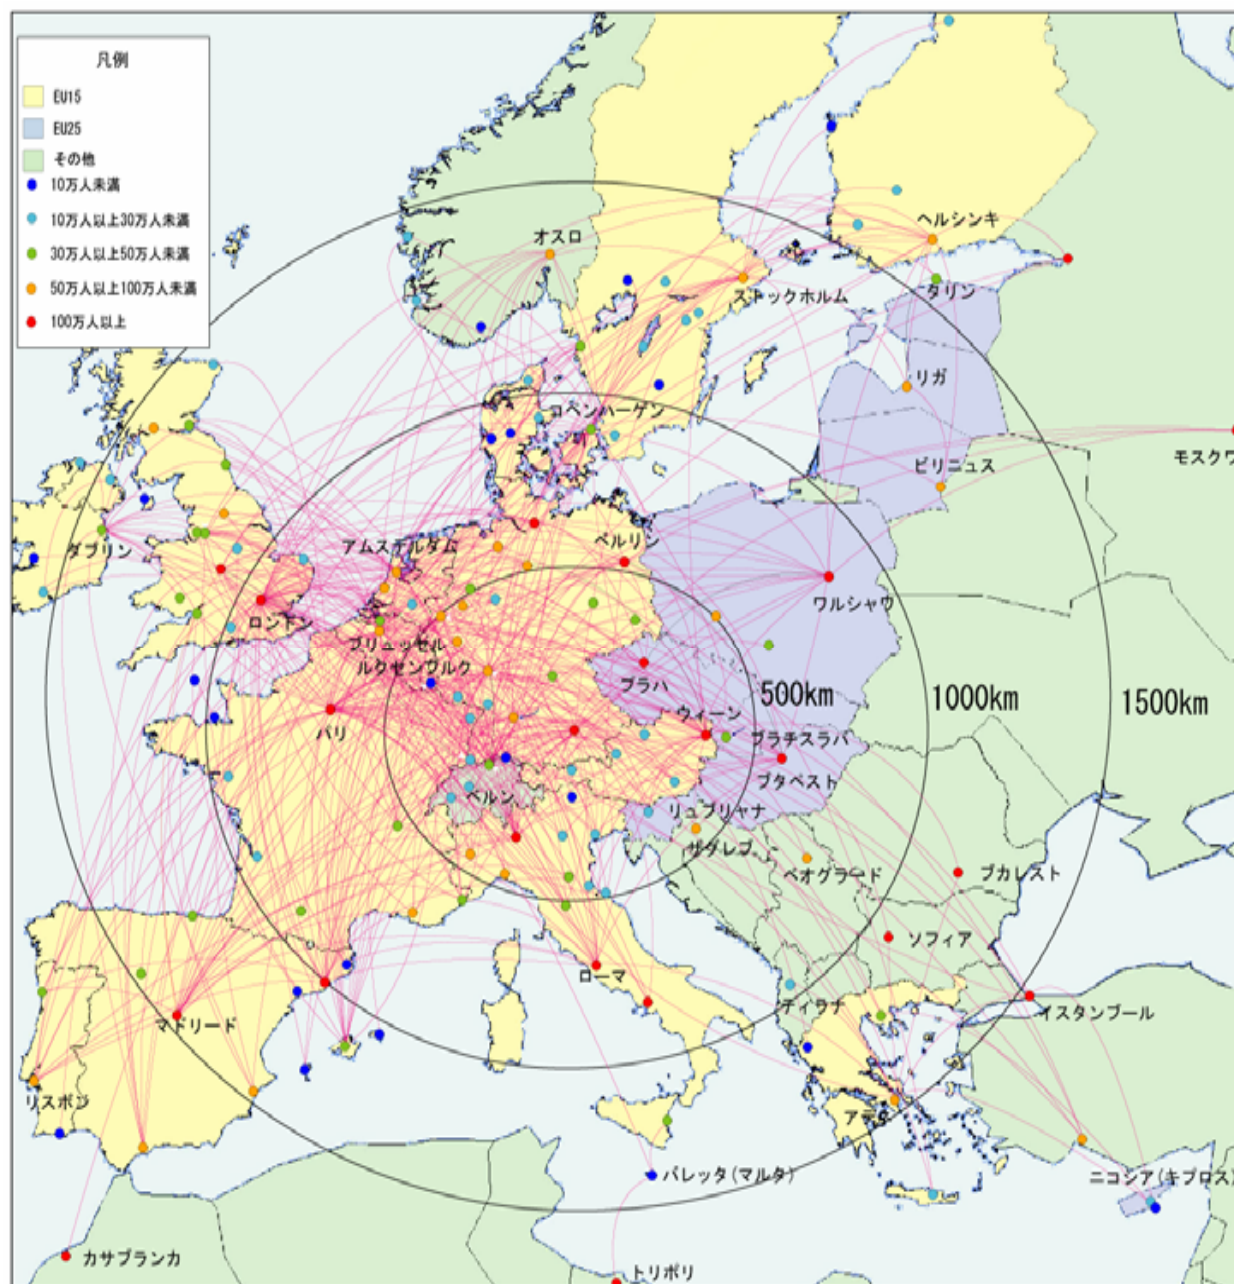 凡例
EU15
EU25
その他
10万人未満
10万人以上30万人未満
30万人以上50万人未満
50万人以上100万人未満
100万人以上
オスロ
ヘルシンキ
ストックホルム
タリン
リガ
コペンハーゲン
ビリニュス
モスクワ
ダブリン
アムステルダム
ベルリン
ワルシャウ
ロンドン
ブリュッセル
ルクセンブルク
プラハ
500km
1000km
1500km
パリ
ウィーン
ブラチスラバ
ブタペスト
ベルン
リュブリャナ
ザグレブ
ベオグラード
ブカレスト
ソフィア
ローマ
ティラナ
イスタンブール
マドリード
リスボン
アテネ
バレッタ(マルタ)
ニコシア(キプロス)
カサブランカ
トリポリ